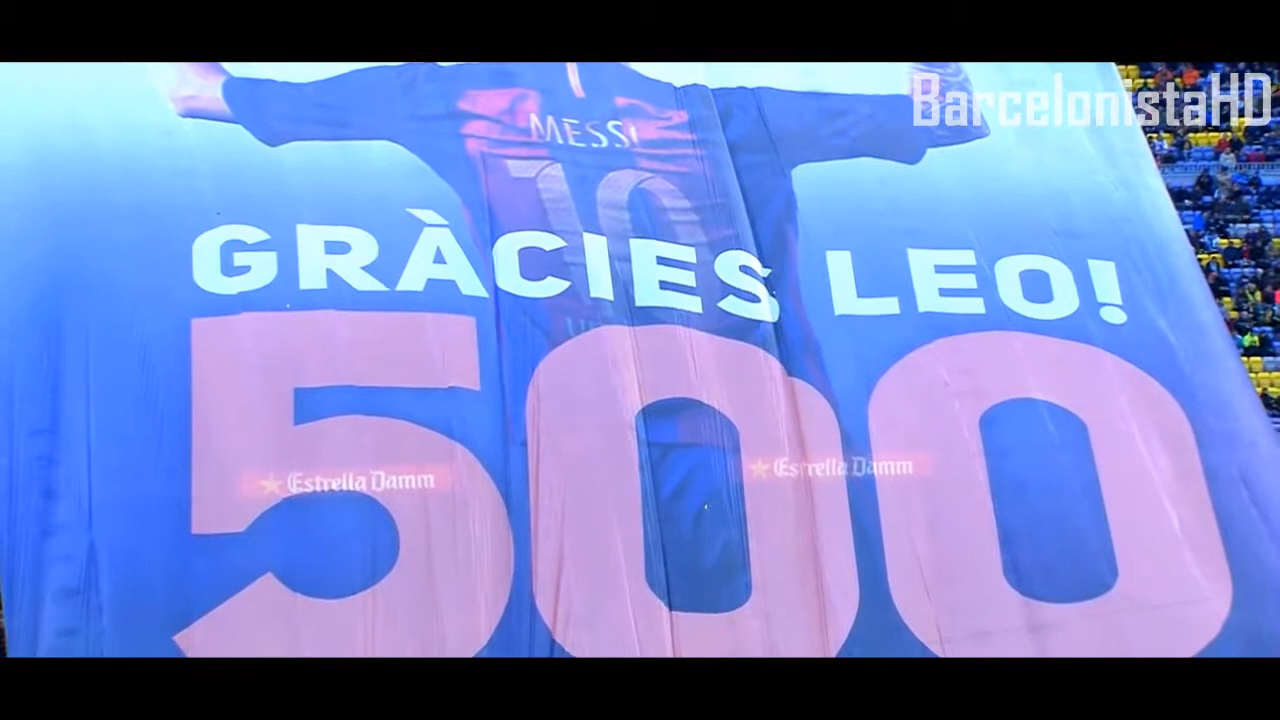 BarcelonistaHD
MESSI
10
GRÀCIES LEO!
500
Estrella Damm
Estrella Damm